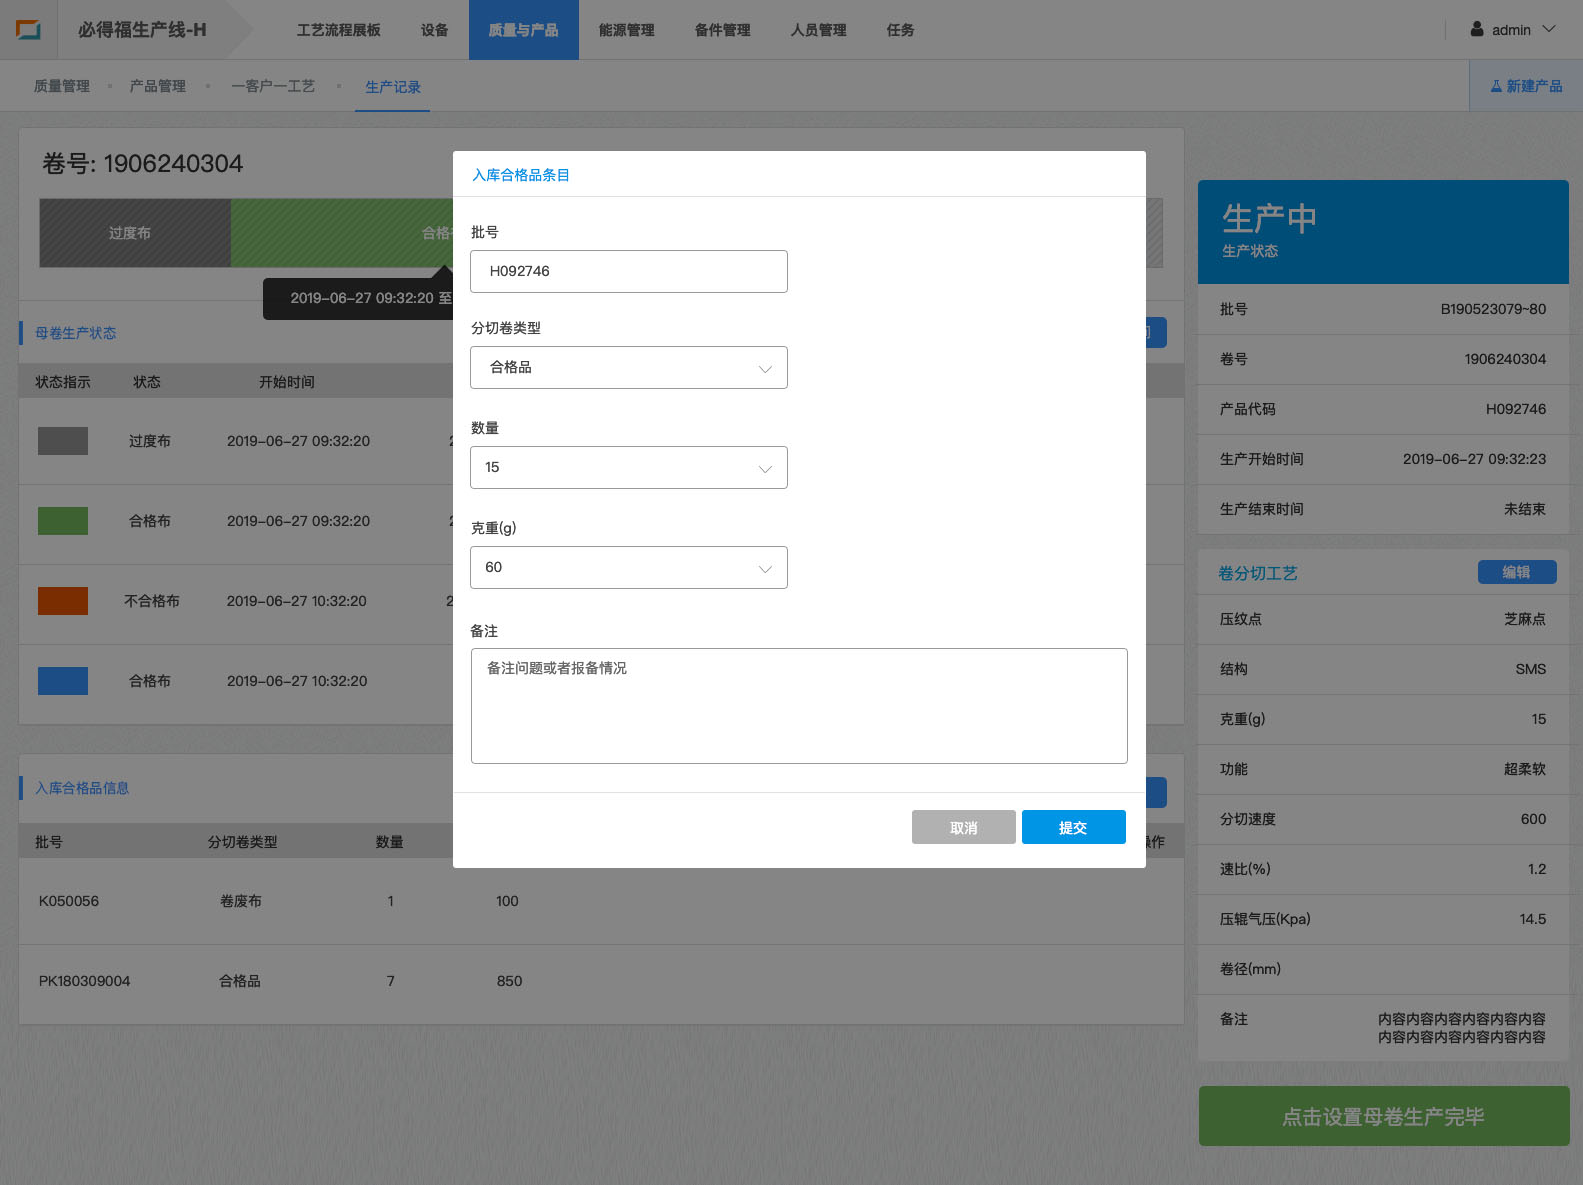 必得福生产线-H
工艺流程展板 设备 质量与产品 能源管理 备件管理 人员管理 任务
admin
质量管理 产品管理 一客户一工艺 生产记录
新建产品
卷号: 1906240304
过度布 合格
2019-06-27 09:32:20 至
母卷生产状态
状态指示 状态 开始时间
过度布 2019-06-27 09:32:20
合格布 2019-06-27 09:32:20
不合格布 2019-06-27 10:32:20
合格布 2019-06-27 10:32:20
入库合格品信息
批号 分切卷类型 数量 操作
K050056 卷废布 1 100
PK180309004 合格品 7 850
入库合格品条目
批号
H092746
分切卷类型
合格品
数量
15
克重(g)
60
备注
备注问题或者报备情况
取消 提交
生产中
生产状态
批号 B190523079~80
卷号 1906240304
产品代码 H092746
生产开始时间 2019-06-27 09:32:23
生产结束时间 未结束
卷分切工艺 编辑
压纹点 芝麻点
结构 SMS
克重(g) 15
功能 超柔软
分切速度 600
速比(%) 1.2
压辊气压(Kpa) 14.5
卷径(mm)
备注 内容内容内容内容内容内容
内容内容内容内容内容内容
点击设置母卷生产完毕